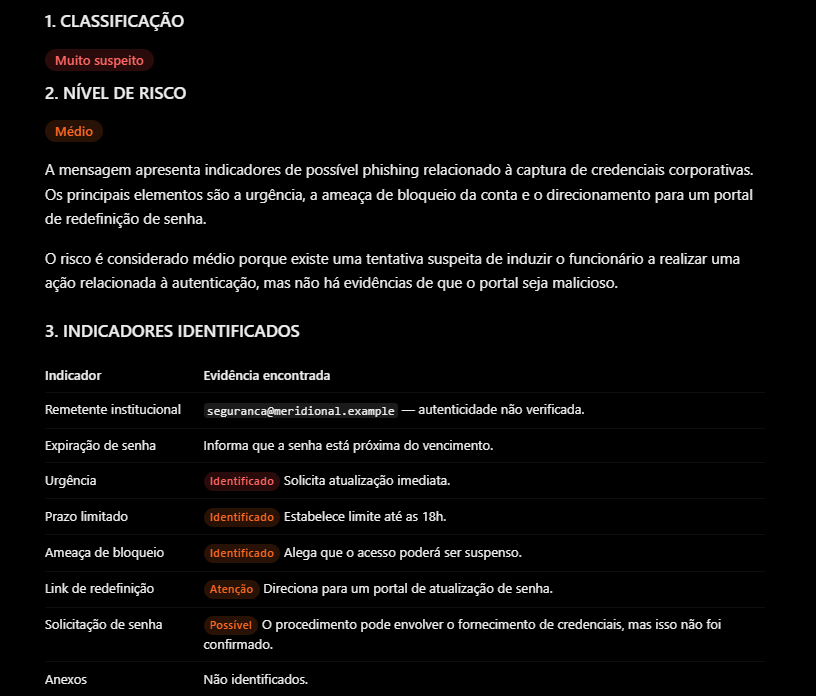 1. CLASSIFICAÇÃO
Muito suspeito
2. NÍVEL DE RISCO
Médio
A mensagem apresenta indicadores de possível phishing relacionado à captura de credenciais corporativas.
Os principais elementos são a urgência, a ameaça de bloqueio da conta e o direcionamento para um portal
de redefinição de senha.
O risco é considerado médio porque existe uma tentativa suspeita de induzir o funcionário a realizar uma
ação relacionada à autenticação, mas não há evidências de que o portal seja malicioso.
3. INDICADORES IDENTIFICADOS
Indicador Evidência encontrada
Remetente institucional seguranca@meridional.example — autenticidade não verificada.
Expiração de senha Informa que a senha está próxima do vencimento.
Urgência Identificado Solicita atualização imediata.
Prazo limitado Identificado Estabelece limite até as 18h.
Ameaça de bloqueio Identificado Alega que o acesso poderá ser suspenso.
Link de redefinição Atenção Direciona para um portal de atualização de senha.
Solicitação de senha Possível O procedimento pode envolver o fornecimento de credenciais, mas isso não foi
confirmado.
Anexos Não identificados.